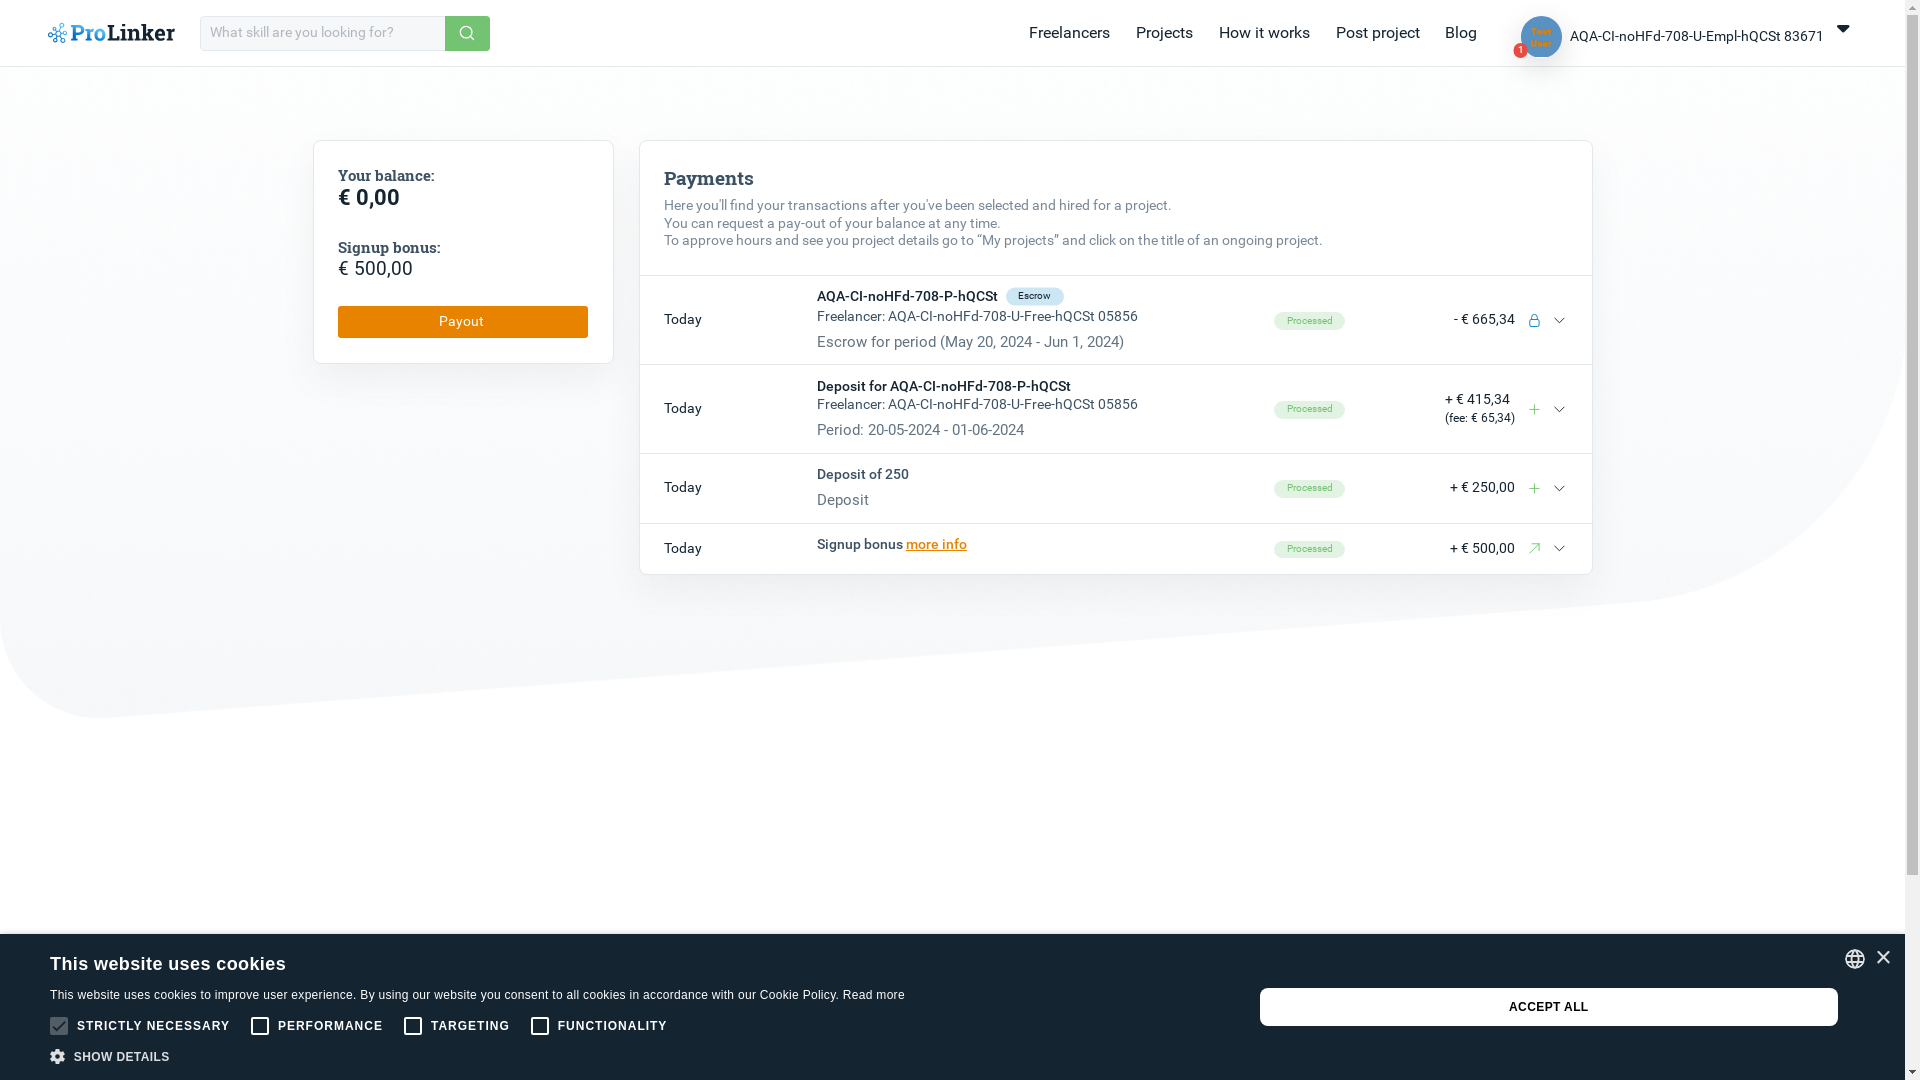 ProLinker
What skill are you looking for?
Freelancers
Projects
How it works
Post project
Blog
Test
User
1
AQA-CI-noHFd-708-U-Empl-hQCSt 83671
Your balance:
€ 0,00
Signup bonus:
€ 500,00
Payout
Payments
Here you'll find your transactions after you've been selected and hired for a project.
You can request a pay-out of your balance at any time.
To approve hours and see you project details go to “My projects” and click on the title of an ongoing project.
Today
AQA-CI-noHFd-708-P-hQCSt Escrow
Freelancer: AQA-CI-noHFd-708-U-Free-hQCSt 05856
Escrow for period (May 20, 2024 - Jun 1, 2024)
Processed
- € 665,34
Today
Deposit for AQA-CI-noHFd-708-P-hQCSt
Freelancer: AQA-CI-noHFd-708-U-Free-hQCSt 05856
Period: 20-05-2024 - 01-06-2024
Processed
+ € 415,34
(fee: € 65,34)
Today
Deposit of 250
Deposit
Processed
+ € 250,00
Today
Signup bonus more info
Processed
+ € 500,00
This website uses cookies
This website uses cookies to improve user experience. By using our website you consent to all cookies in accordance with our Cookie Policy. Read more
STRICTLY NECESSARY
PERFORMANCE
TARGETING
FUNCTIONALITY
SHOW DETAILS
ACCEPT ALL